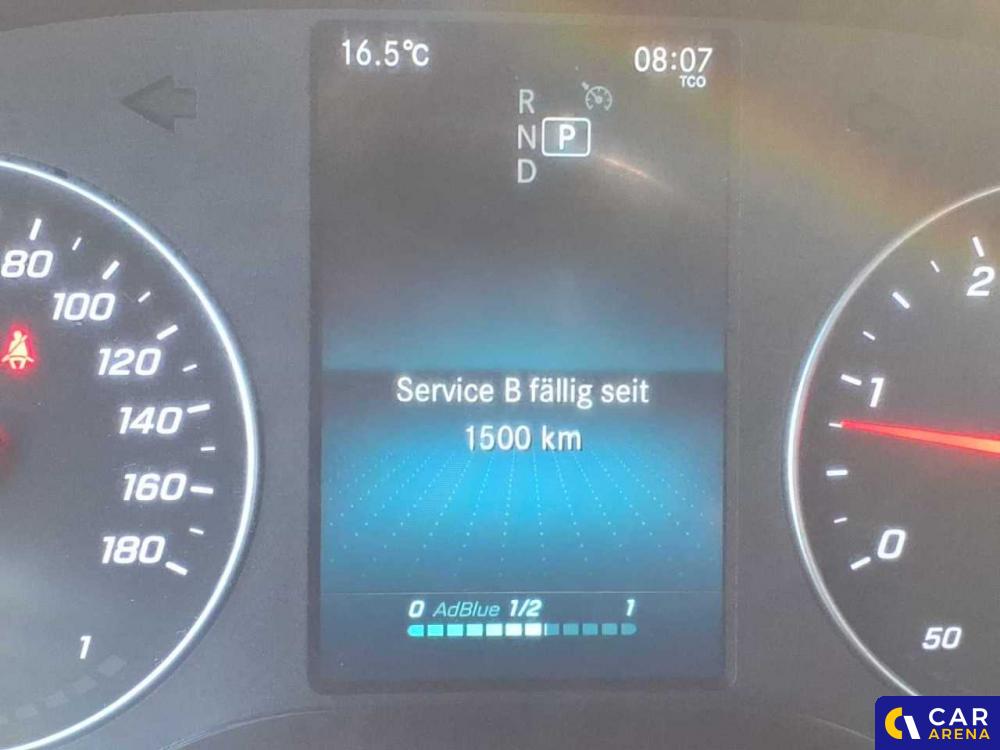 16.5°C
08:07
TCO
R
N P
D
80
100
120
140
160
180
1
2
1
0
50
Service B fällig seit
1500 km
0 AdBlue 1/2 1
CAR
ARENA